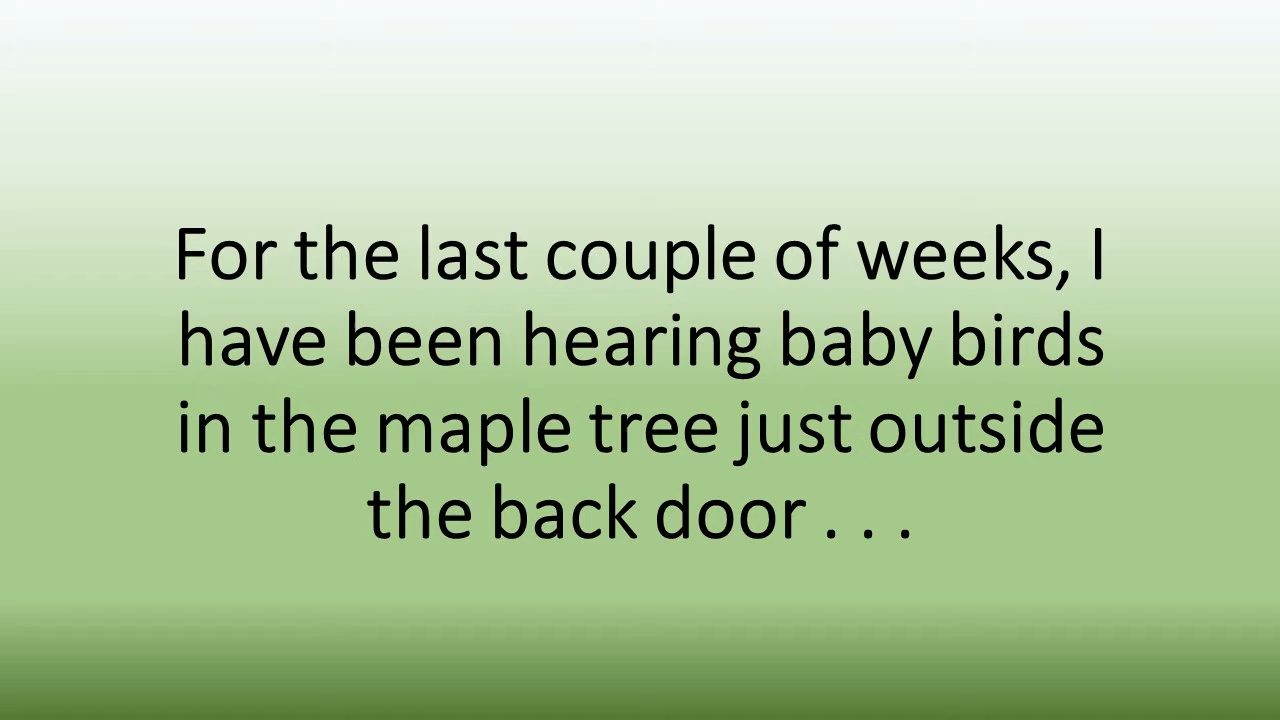 For the last couple of weeks, I
have been hearing baby birds
in the maple tree just outside
the back door . . .